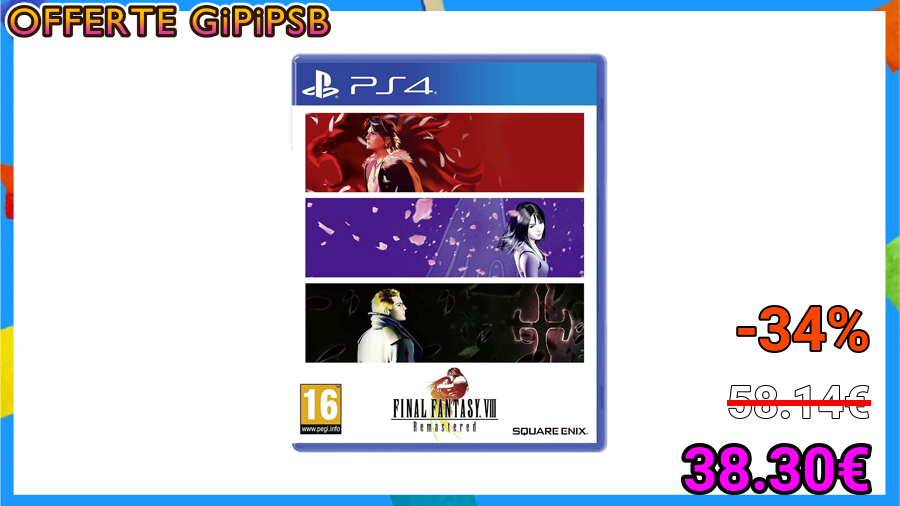 OFFERTE GiPiPSB
PS4
FINAL FANTASY VIII
Remastered
16
www.pegi.info
SQUARE ENIX
-34%
58.14€
38.30€